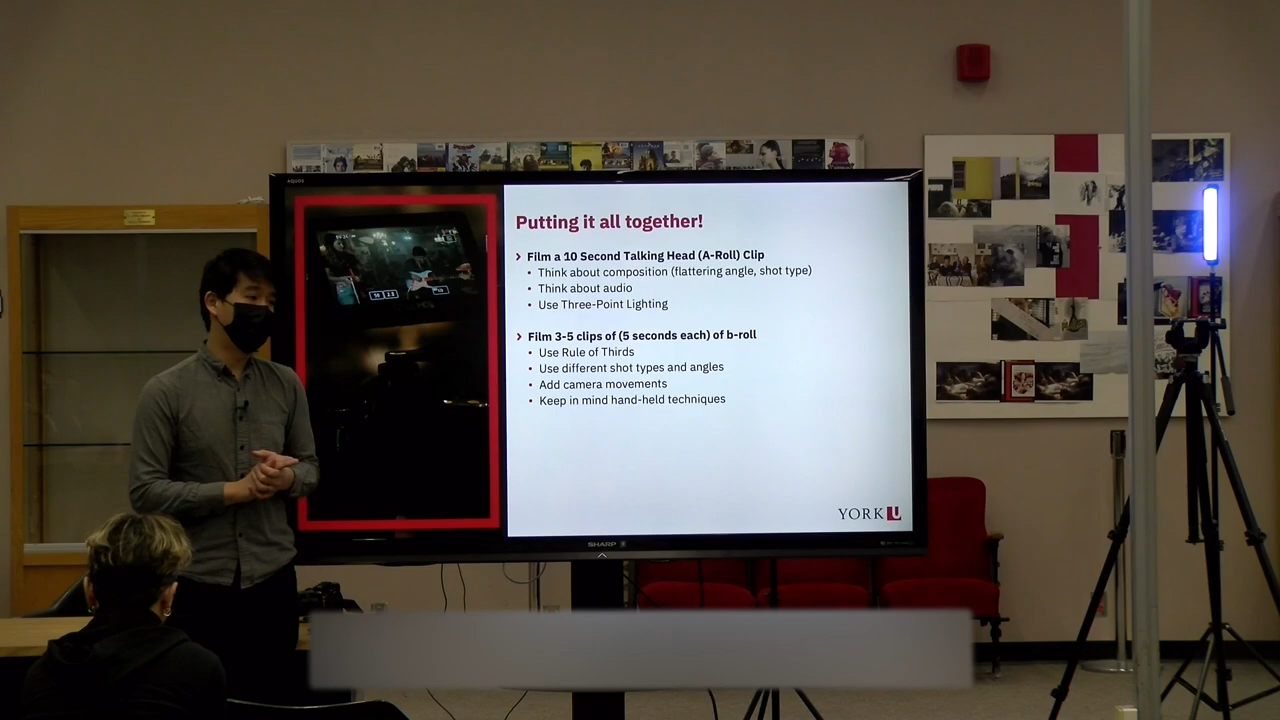 AQUOS
Putting it all together!
Film a 10 Second Talking Head (A-Roll) Clip
Think about composition (flattering angle, shot type)
Think about audio
Use Three-Point Lighting
Film 3-5 clips of (5 seconds each) of b-roll
Use Rule of Thirds
Use different shot types and angles
Add camera movements
Keep in mind hand-held techniques
YORK U
SHARP